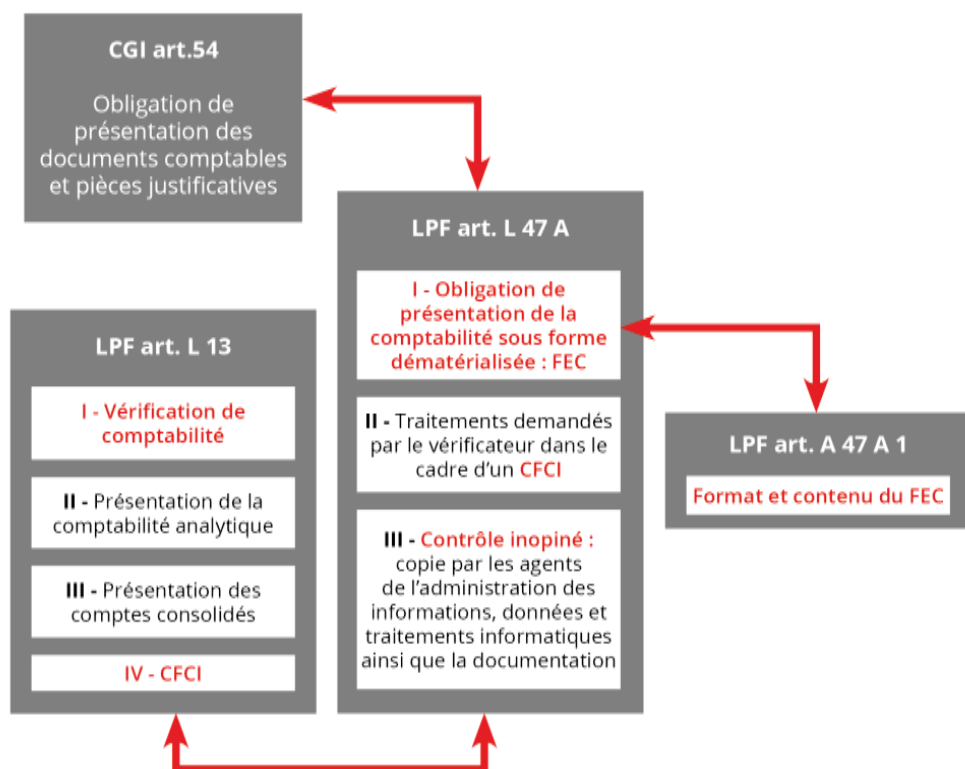 CGI art.54
Obligation de
présentation des
documents comptables
et pièces justificatives
LPF art. L 13
I - Vérification de
comptabilité
II - Présentation de la
comptabilité analytique
III - Présentation des
comptes consolidés
IV - CFCI
LPF art. L 47 A
I - Obligation de
présentation de la
comptabilité sous forme
dématérialisée : FEC
II - Traitements demandés
par le vérificateur dans le
cadre d’un CFCI
III - Contrôle inopiné :
copie par les agents
de l’administration des
informations, données et
traitements informatiques
ainsi que la documentation
LPF art. A 47 A 1
Format et contenu du FEC